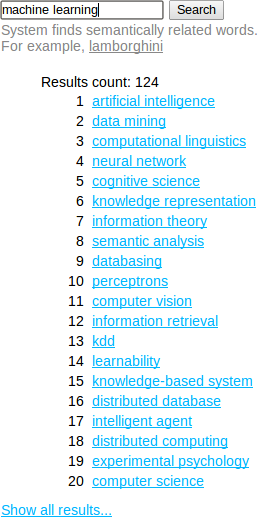 machine learning Search
System finds semantically related words.
For example, lamborghini
Results count: 124
1 artificial intelligence
2 data mining
3 computational linguistics
4 neural network
5 cognitive science
6 knowledge representation
7 information theory
8 semantic analysis
9 databasing
10 perceptrons
11 computer vision
12 information retrieval
13 kdd
14 learnability
15 knowledge-based system
16 distributed database
17 intelligent agent
18 distributed computing
19 experimental psychology
20 computer science
Show all results...